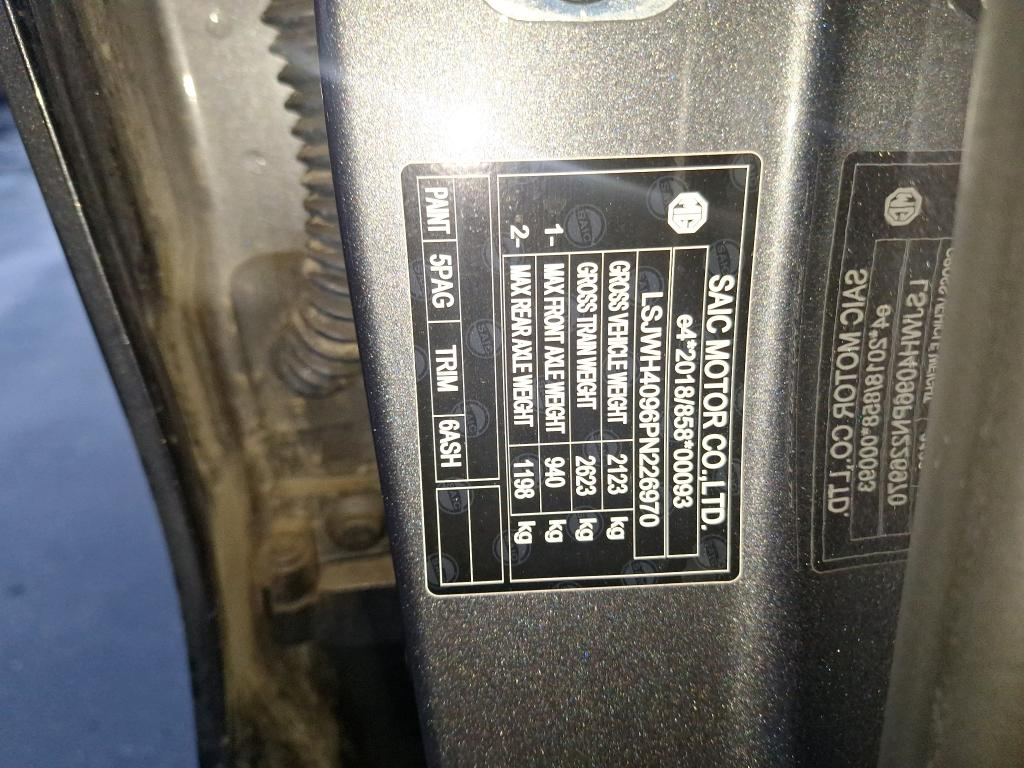 MG
SAIC MOTOR CO.,LTD.
e4*2018/858*00093
LSJWH4096PN226970
GROSS VEHICLE WEIGHT 2123 kg
GROSS TRAIN WEIGHT 2623 kg
1- MAX FRONT AXLE WEIGHT 940 kg
2- MAX REAR AXLE WEIGHT 1198 kg
PAINT 5PAG TRIM 6ASH